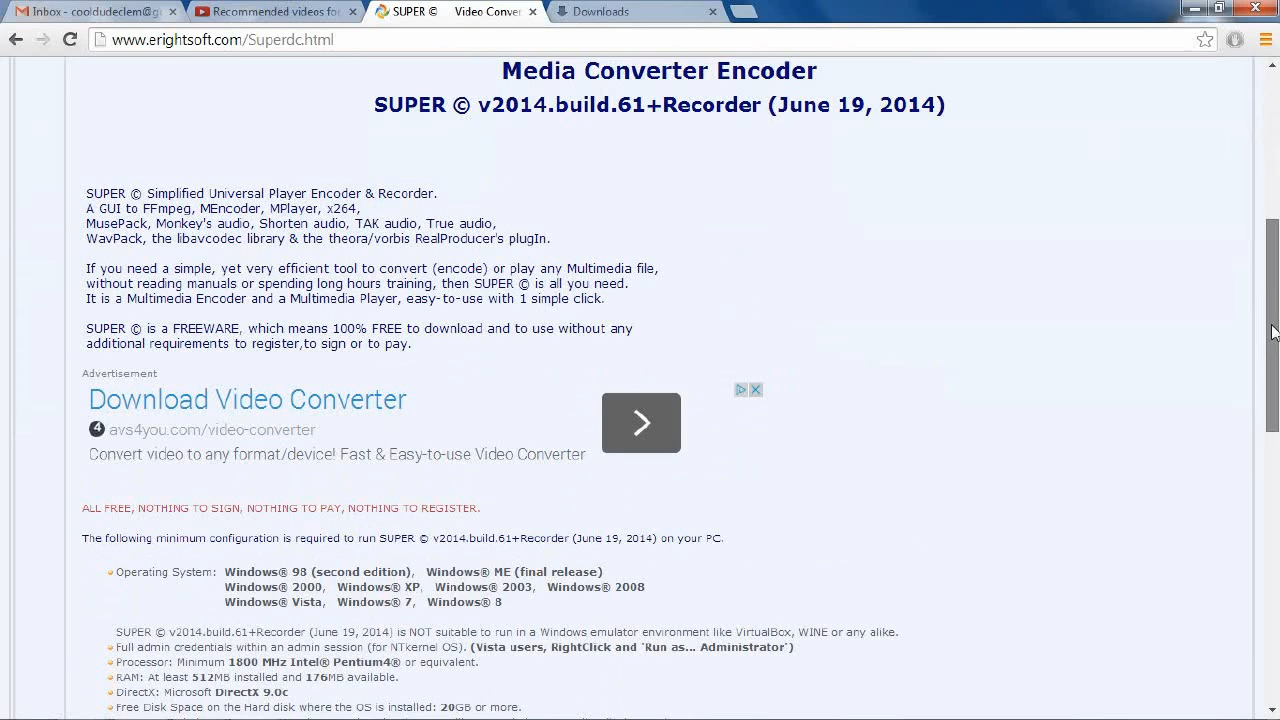 Inbox - cooldudeclem@g
Recommended videos fo
SUPER © Video Conver
Downloads
www.erightsoft.com/Superdc.html
Media Converter Encoder
SUPER © v2014.build.61+Recorder (June 19, 2014)
SUPER © Simplified Universal Player Encoder & Recorder.
A GUI to FFmpeg, MEncoder, MPlayer, x264,
MusePack, Monkey's audio, Shorten audio, TAK audio, True audio,
WavPack, the libavcodec library & the theora/vorbis RealProducer's plugIn.
If you need a simple, yet very efficient tool to convert (encode) or play any Multimedia file,
without reading manuals or spending long hours training, then SUPER © is all you need.
It is a Multimedia Encoder and a Multimedia Player, easy-to-use with 1 simple click.
SUPER © is a FREEWARE, which means 100% FREE to download and to use without any
additional requirements to register,to sign or to pay.
Advertisement
Download Video Converter
4 avs4you.com/video-converter
Convert video to any format/device! Fast & Easy-to-use Video Converter
ALL FREE, NOTHING TO SIGN, NOTHING TO PAY, NOTHING TO REGISTER.
The following minimum configuration is required to run SUPER © v2014.build.61+Recorder (June 19, 2014) on your PC.
Operating System: Windows® 98 (second edition), Windows® ME (final release)
Windows® 2000, Windows® XP, Windows® 2003, Windows® 2008
Windows® Vista, Windows® 7, Windows® 8
SUPER © v2014.build.61+Recorder (June 19, 2014) is NOT suitable to run in a Windows emulator environment like VirtualBox, WINE or any alike.
Full admin credentials within an admin session (for NTkernel OS). (Vista users, RightClick and 'Run as... Administrator')
Processor: Minimum 1800 MHz Intel® Pentium4® or equivalent.
RAM: At least 512MB installed and 176MB available.
DirectX: Microsoft DirectX 9.0c
Free Disk Space on the Hard disk where the OS is installed: 20GB or more.